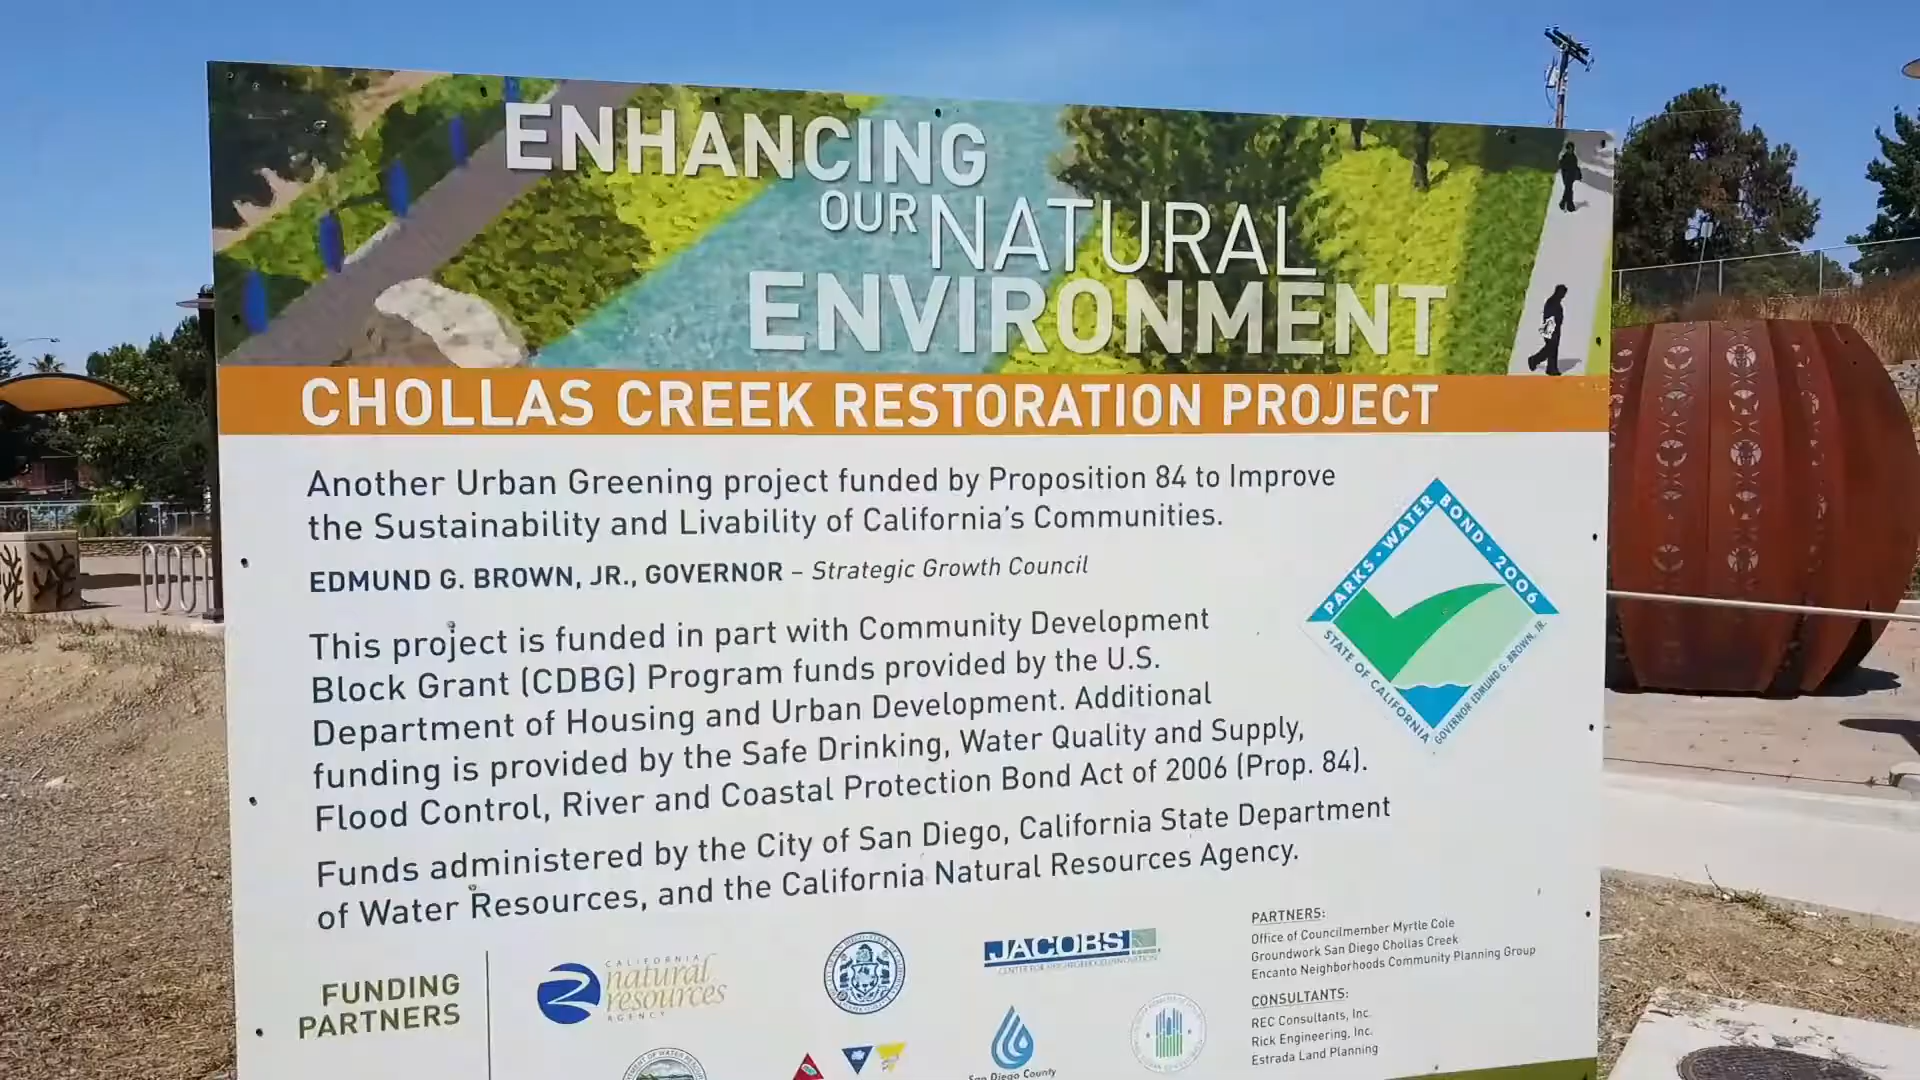 ENHANCING
OUR NATURAL
ENVIRONMENT
CHOLLAS CREEK RESTORATION PROJECT
Another Urban Greening project funded by Proposition 84 to Improve
the Sustainability and Livability of California's Communities.
EDMUND G. BROWN, JR., GOVERNOR – Strategic Growth Council
PARKS • WATER BOND • 2006
STATE OF CALIFORNIA
GOVERNOR EDMUND G. BROWN, JR.
This project is funded in part with Community Development
Block Grant (CDBG) Program funds provided by the U.S.
Department of Housing and Urban Development. Additional
funding is provided by the Safe Drinking, Water Quality and Supply,
Flood Control, River and Coastal Protection Bond Act of 2006 (Prop. 84).
Funds administered by the City of San Diego, California State Department
of Water Resources, and the California Natural Resources Agency.
FUNDING
PARTNERS
CALIFORNIA
natural
resources
AGENCY
JACOBS
CENTER FOR NEIGHBORHOOD INNOVATION
San Diego County
PARTNERS:
Office of Councilmember Myrtle Cole
Groundwork San Diego Chollas Creek
Encanto Neighborhoods Community Planning Group
CONSULTANTS:
REC Consultants, Inc.
Rick Engineering, Inc.
Estrada Land Planning